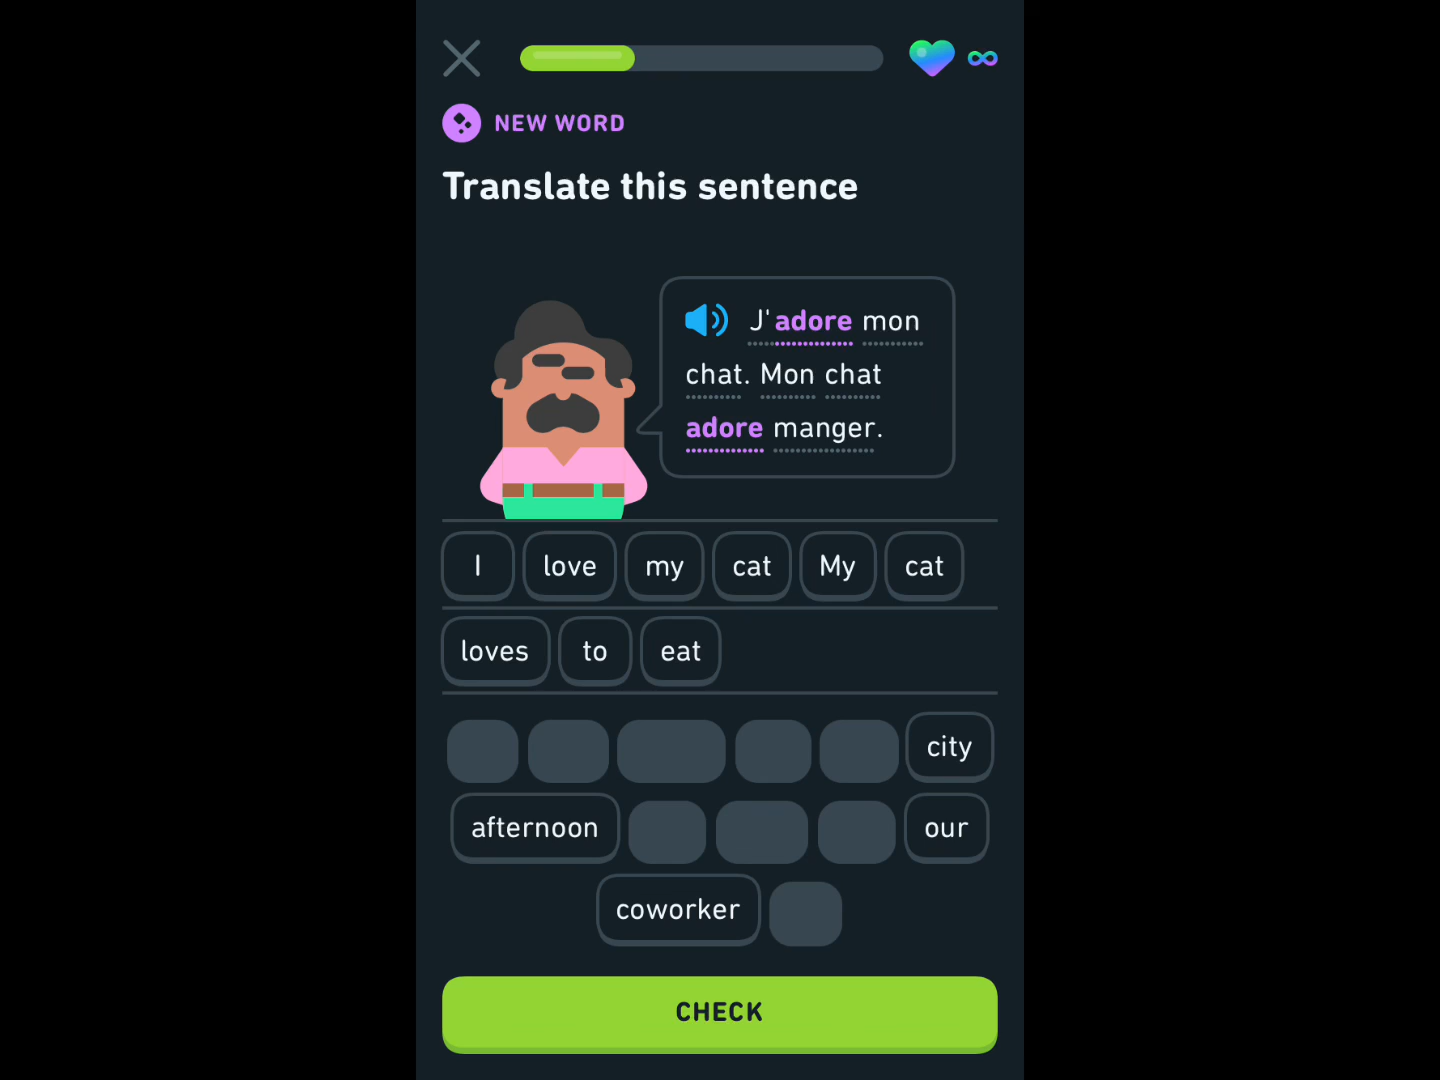 NEW WORD
Translate this sentence
J'adore mon
chat. Mon chat
adore manger.
I love my cat My cat
loves to eat
city
afternoon our
coworker
CHECK